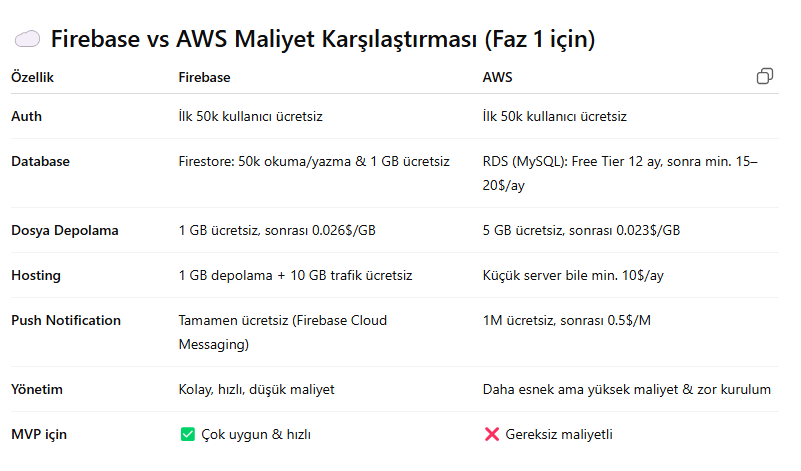 Firebase vs AWS Maliyet Karşılaştırması (Faz 1 için)
Özellik Firebase AWS
Auth İlk 50k kullanıcı ücretsiz İlk 50k kullanıcı ücretsiz
Database Firestore: 50k okuma/yazma & 1 GB ücretsiz RDS (MySQL): Free Tier 12 ay, sonra min. 15–
20$/ay
Dosya Depolama 1 GB ücretsiz, sonrası 0.026$/GB 5 GB ücretsiz, sonrası 0.023$/GB
Hosting 1 GB depolama + 10 GB trafik ücretsiz Küçük server bile min. 10$/ay
Push Notification Tamamen ücretsiz (Firebase Cloud 1M ücretsiz, sonrası 0.5$/M
Messaging)
Yönetim Kolay, hızlı, düşük maliyet Daha esnek ama yüksek maliyet & zor kurulum
MVP için ✅ Çok uygun & hızlı ❌ Gereksiz maliyetli